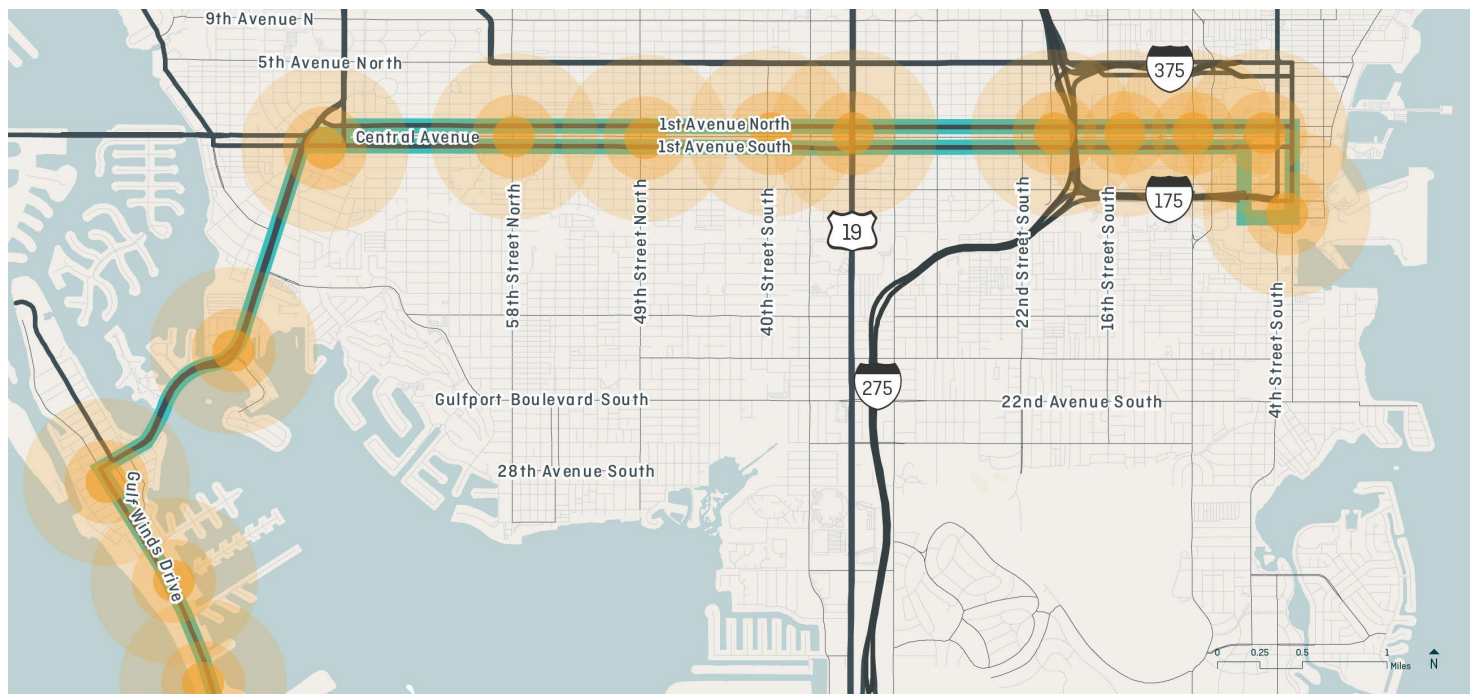 9th Avenue N
5th Avenue North
375
1st Avenue North
Central Avenue
1st Avenue South
175
19
58th Street North
49th Street North
40th Street South
22nd Street South
16th Street South
4th Street South
275
Gulfport Boulevard South
22nd Avenue South
28th Avenue South
Gulf Winds Drive
0 0.25 0.5 1
Miles
N